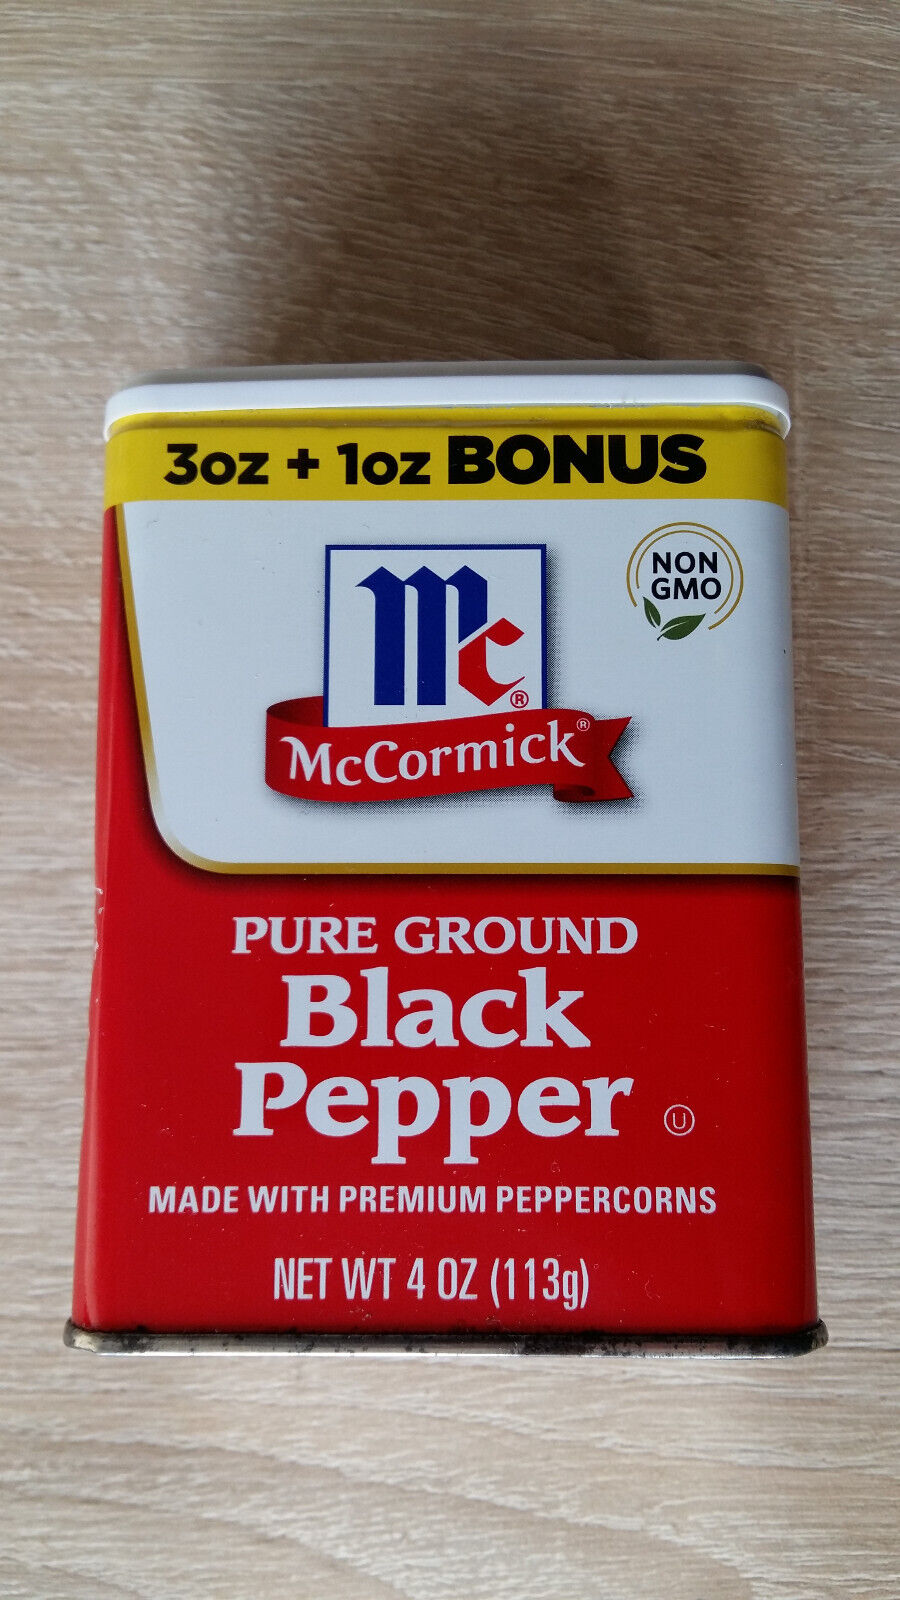 3oz + 1oz BONUS
NON
GMO
mc®
McCormick®
PURE GROUND
Black
Pepper Ⓤ
MADE WITH PREMIUM PEPPERCORNS
NET WT 4 OZ (113g)